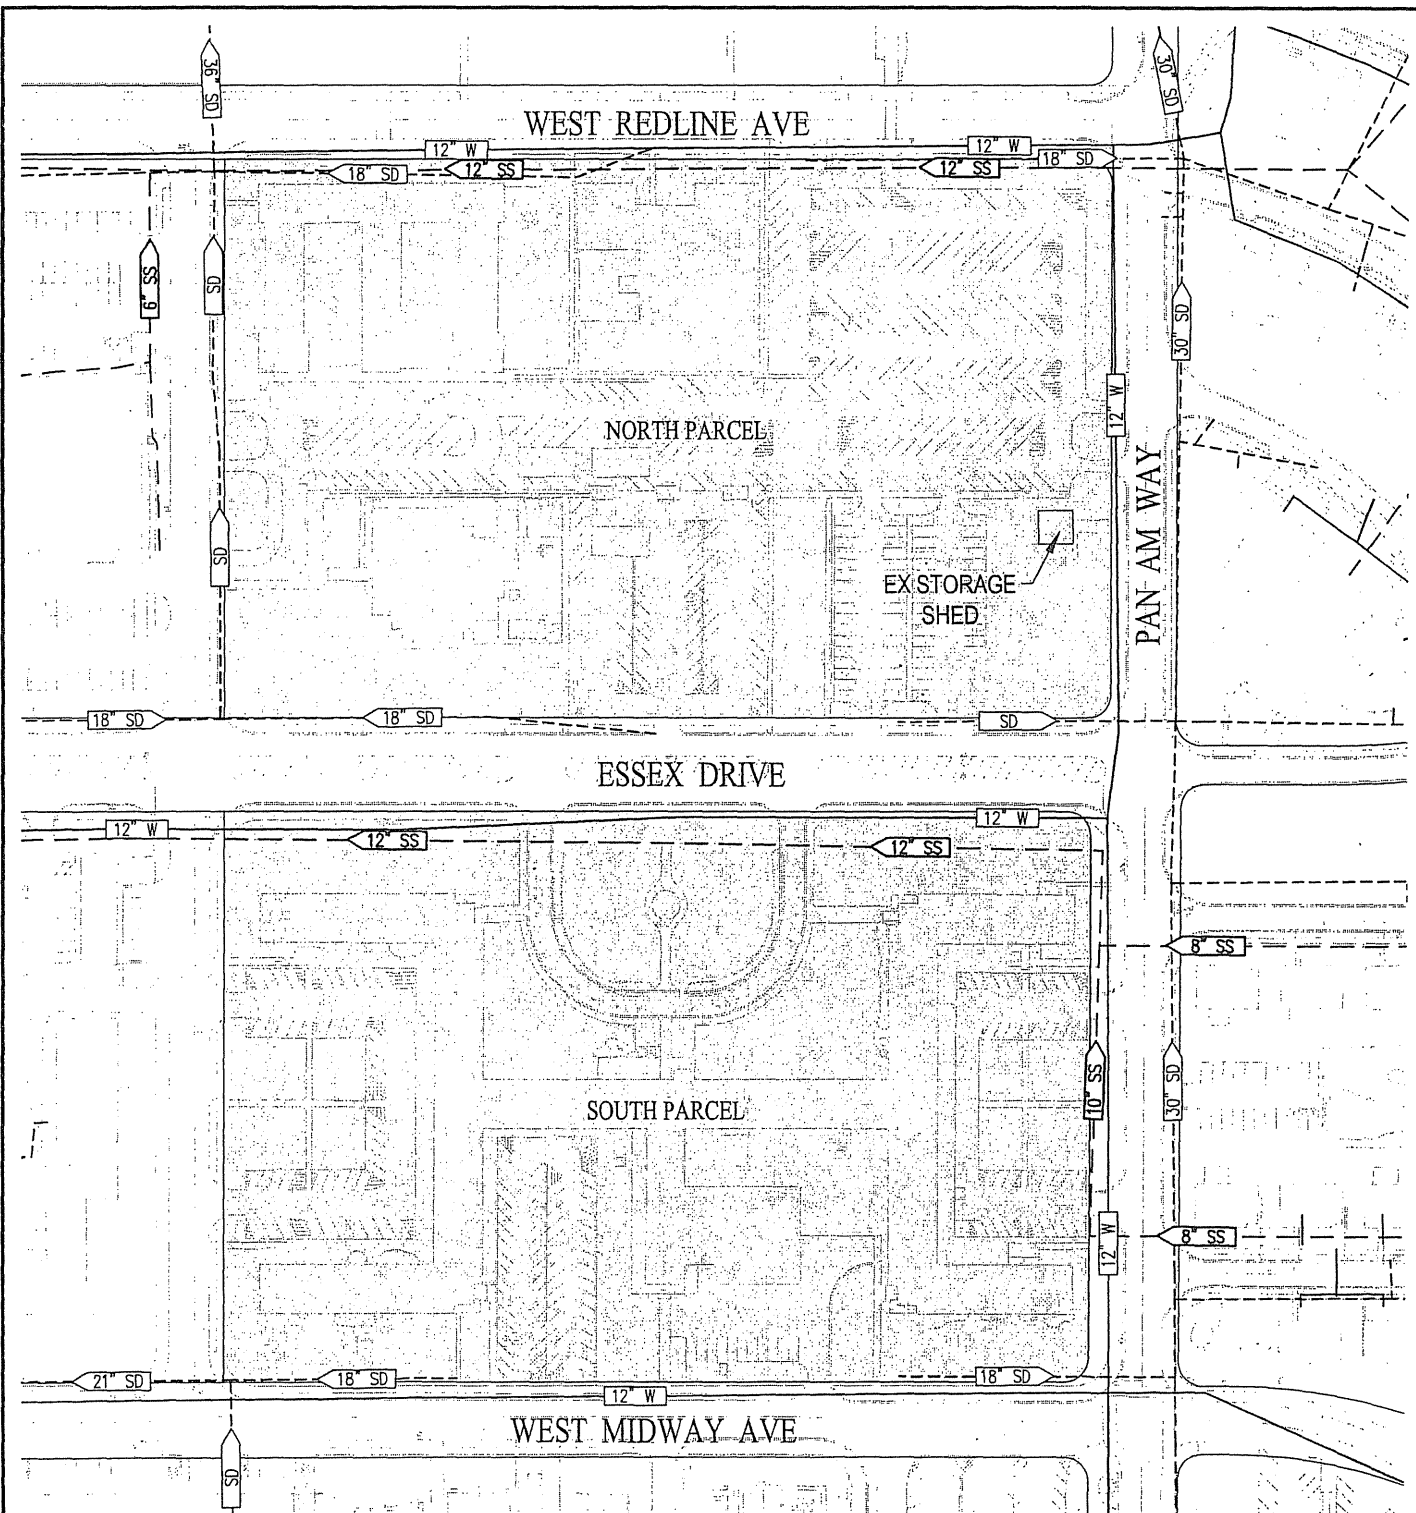 36" SD
30" SD
WEST REDLINE AVE
12" W
12" W
18" SD
12" SS
12" SS
18" SD
6" SS
SD
30" SD
12" W
NORTH PARCEL
PAN AM WAY
SD
EX STORAGE
SHED
18" SD
18" SD
SD
ESSEX DRIVE
12" W
12" W
12" SS
12" SS
8" SS
10" SS
30" SD
SOUTH PARCEL
12" W
8" SS
21" SD
18" SD
18" SD
12" W
WEST MIDWAY AVE
SD